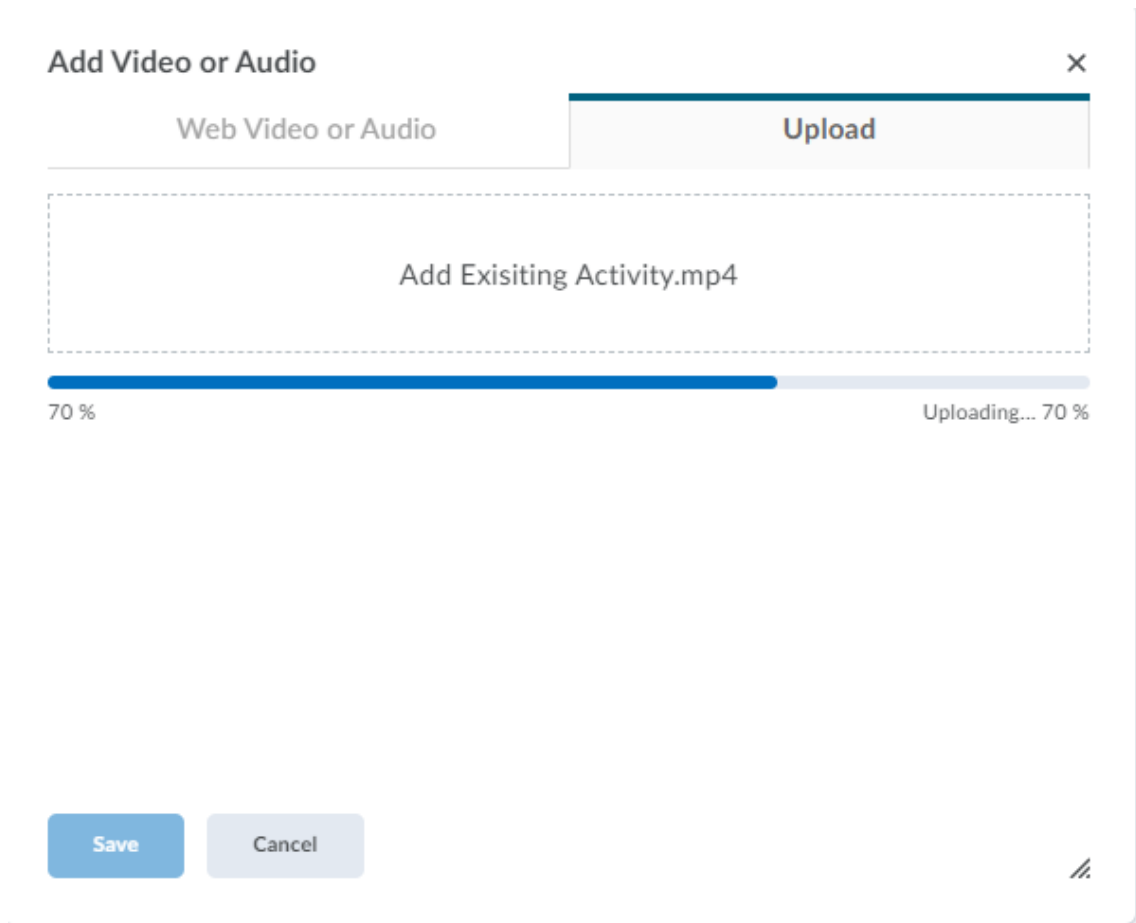 Add Video or Audio
Web Video or Audio
Upload
Add Exisiting Activity.mp4
70 %
Uploading... 70 %
Save
Cancel